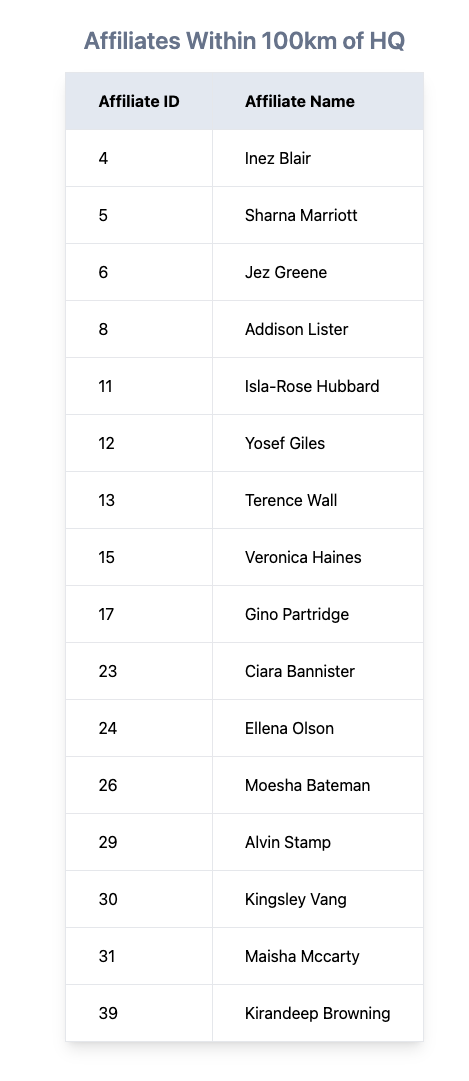 Affiliates Within 100km of HQ
Affiliate ID Affiliate Name
4 Inez Blair
5 Sharna Marriott
6 Jez Greene
8 Addison Lister
11 Isla-Rose Hubbard
12 Yosef Giles
13 Terence Wall
15 Veronica Haines
17 Gino Partridge
23 Ciara Bannister
24 Ellena Olson
26 Moesha Bateman
29 Alvin Stamp
30 Kingsley Vang
31 Maisha Mccarty
39 Kirandeep Browning